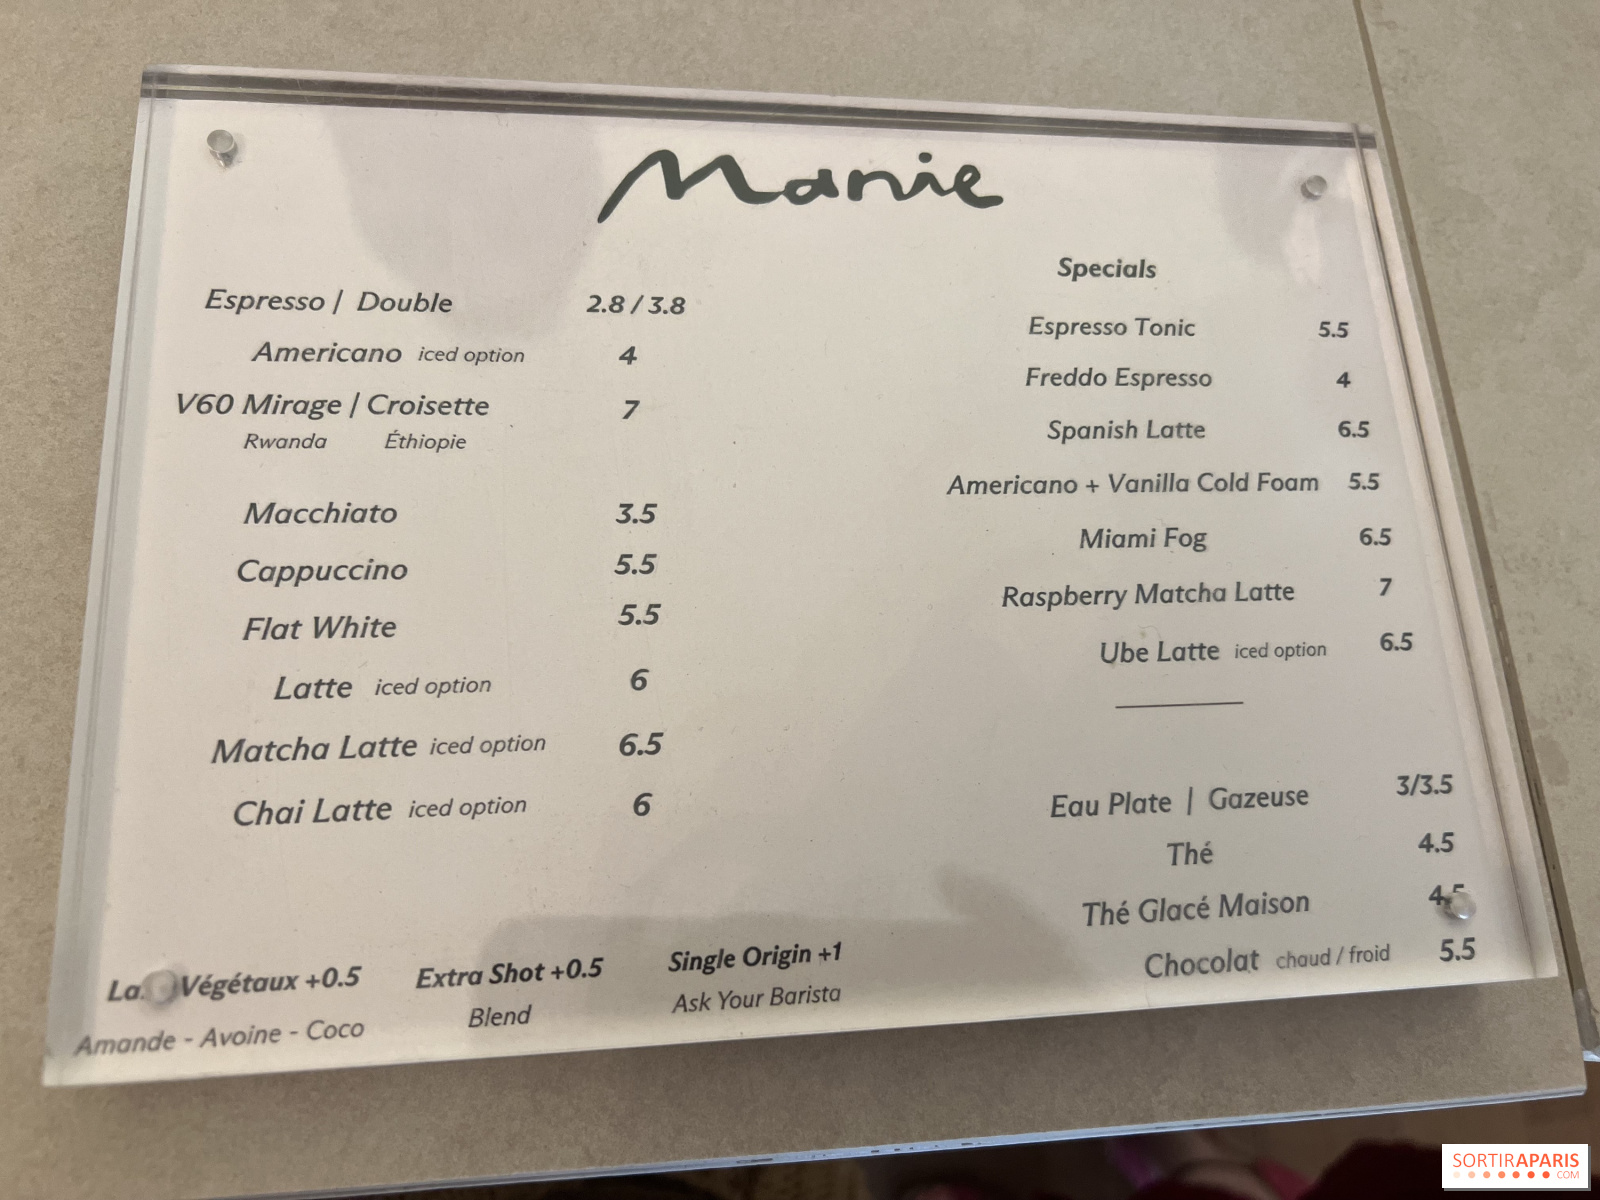 Manie
Espresso / Double 2.8 / 3.8
Americano iced option 4
V60 Mirage / Croisette 7
Rwanda Éthiopie
Macchiato 3.5
Cappuccino 5.5
Flat White 5.5
Latte iced option 6
Matcha Latte iced option 6.5
Chai Latte iced option 6
Végétaux +0.5
Amande - Avoine - Coco
Extra Shot +0.5
Blend
Single Origin +1
Ask Your Barista
Specials
Espresso Tonic 5.5
Freddo Espresso 4
Spanish Latte 6.5
Americano + Vanilla Cold Foam 5.5
Miami Fog 6.5
Raspberry Matcha Latte 7
Ube Latte iced option 6.5
Eau Plate | Gazeuse 3/3.5
Thé 4.5
Thé Glacé Maison 4.5
Chocolat chaud / froid 5.5
SORTIRAPARIS
.COM